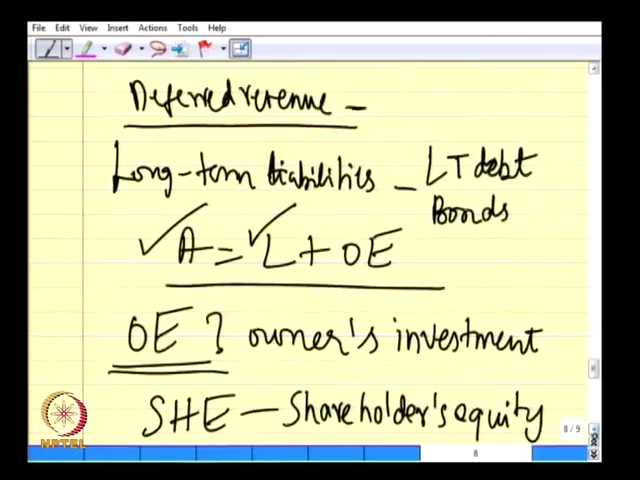 File Edit View Insert Actions Tools Help
Deferred revenue -
Long-term liabilities - LT debt
Bonds
A = L + OE
OE ? owner's investment
SHE - Shareholder's equity
8/9
NPTEL
8